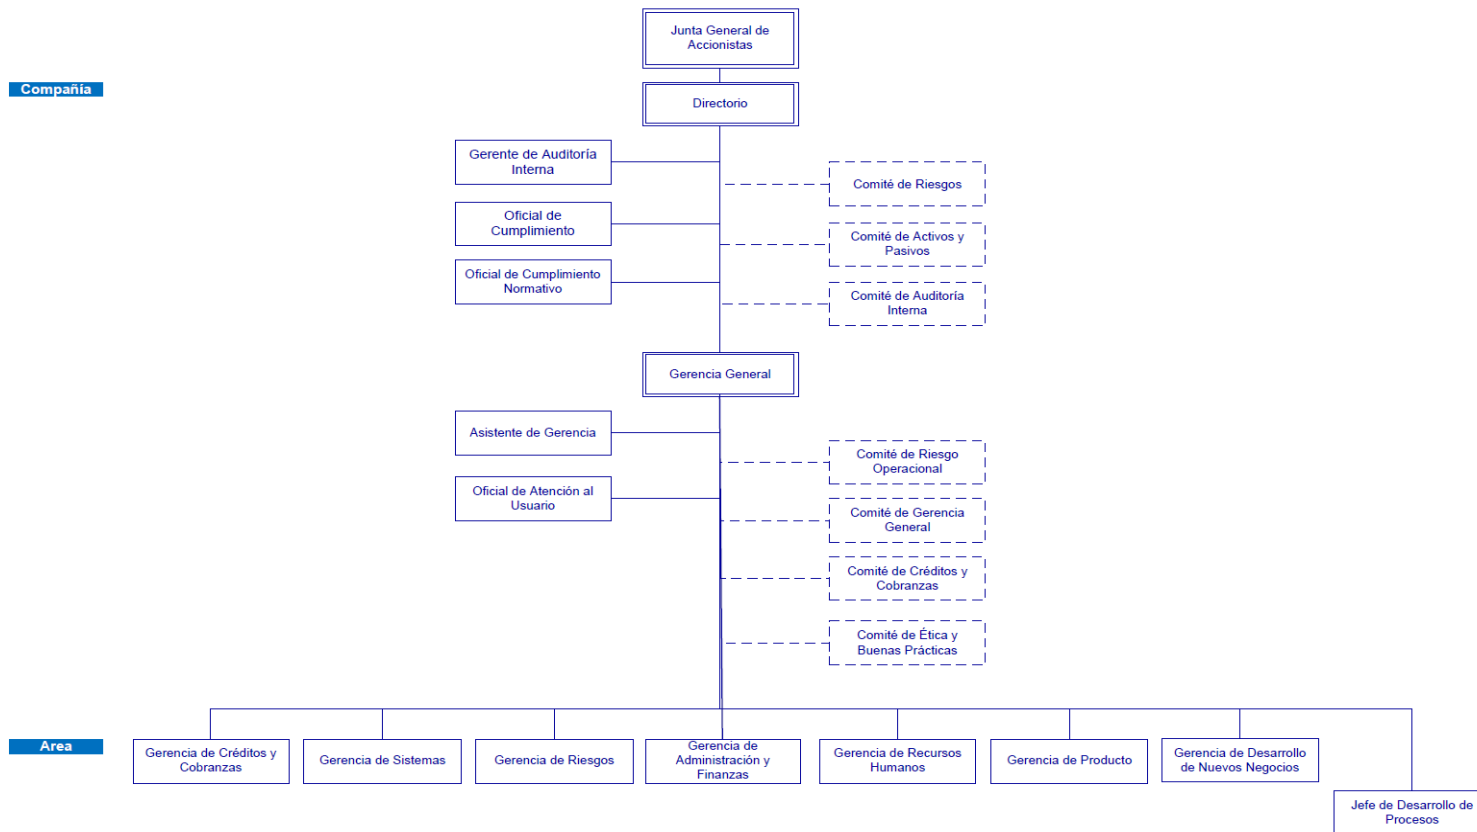 Junta General de
Accionistas
Compañía
Directorio
Gerente de Auditoría
Interna
Comité de Riesgos
Oficial de
Cumplimiento
Comité de Activos y
Pasivos
Oficial de Cumplimiento
Normativo
Comité de Auditoría
Interna
Gerencia General
Asistente de Gerencia
Comité de Riesgo
Operacional
Oficial de Atención al
Usuario
Comité de Gerencia
General
Comité de Créditos y
Cobranzas
Comité de Ética y
Buenas Prácticas
Area
Gerencia de Créditos y
Cobranzas
Gerencia de Sistemas
Gerencia de Riesgos
Gerencia de
Administración y
Finanzas
Gerencia de Recursos
Humanos
Gerencia de Producto
Gerencia de Desarrollo
de Nuevos Negocios
Jefe de Desarrollo de
Procesos